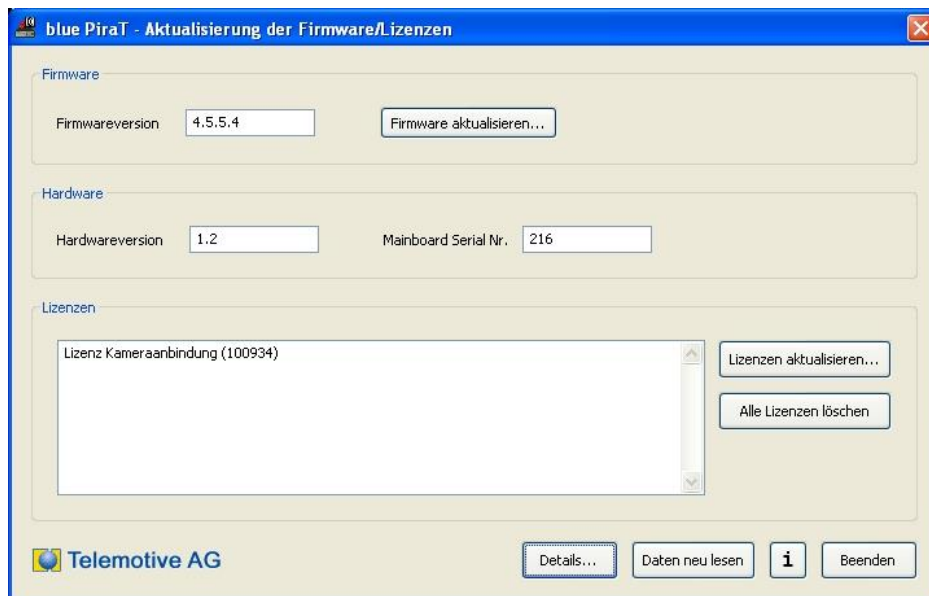 blue PiraT - Aktualisierung der Firmware/Lizenzen
Firmware
Firmwareversion 4.5.5.4 Firmware aktualisieren...
Hardware
Hardwareversion 1.2 Mainboard Serial Nr. 216
Lizenzen
Lizenz Kameraanbindung (100934)
Lizenzen aktualisieren...
Alle Lizenzen löschen
Telemotive AG Details... Daten neu lesen i Beenden